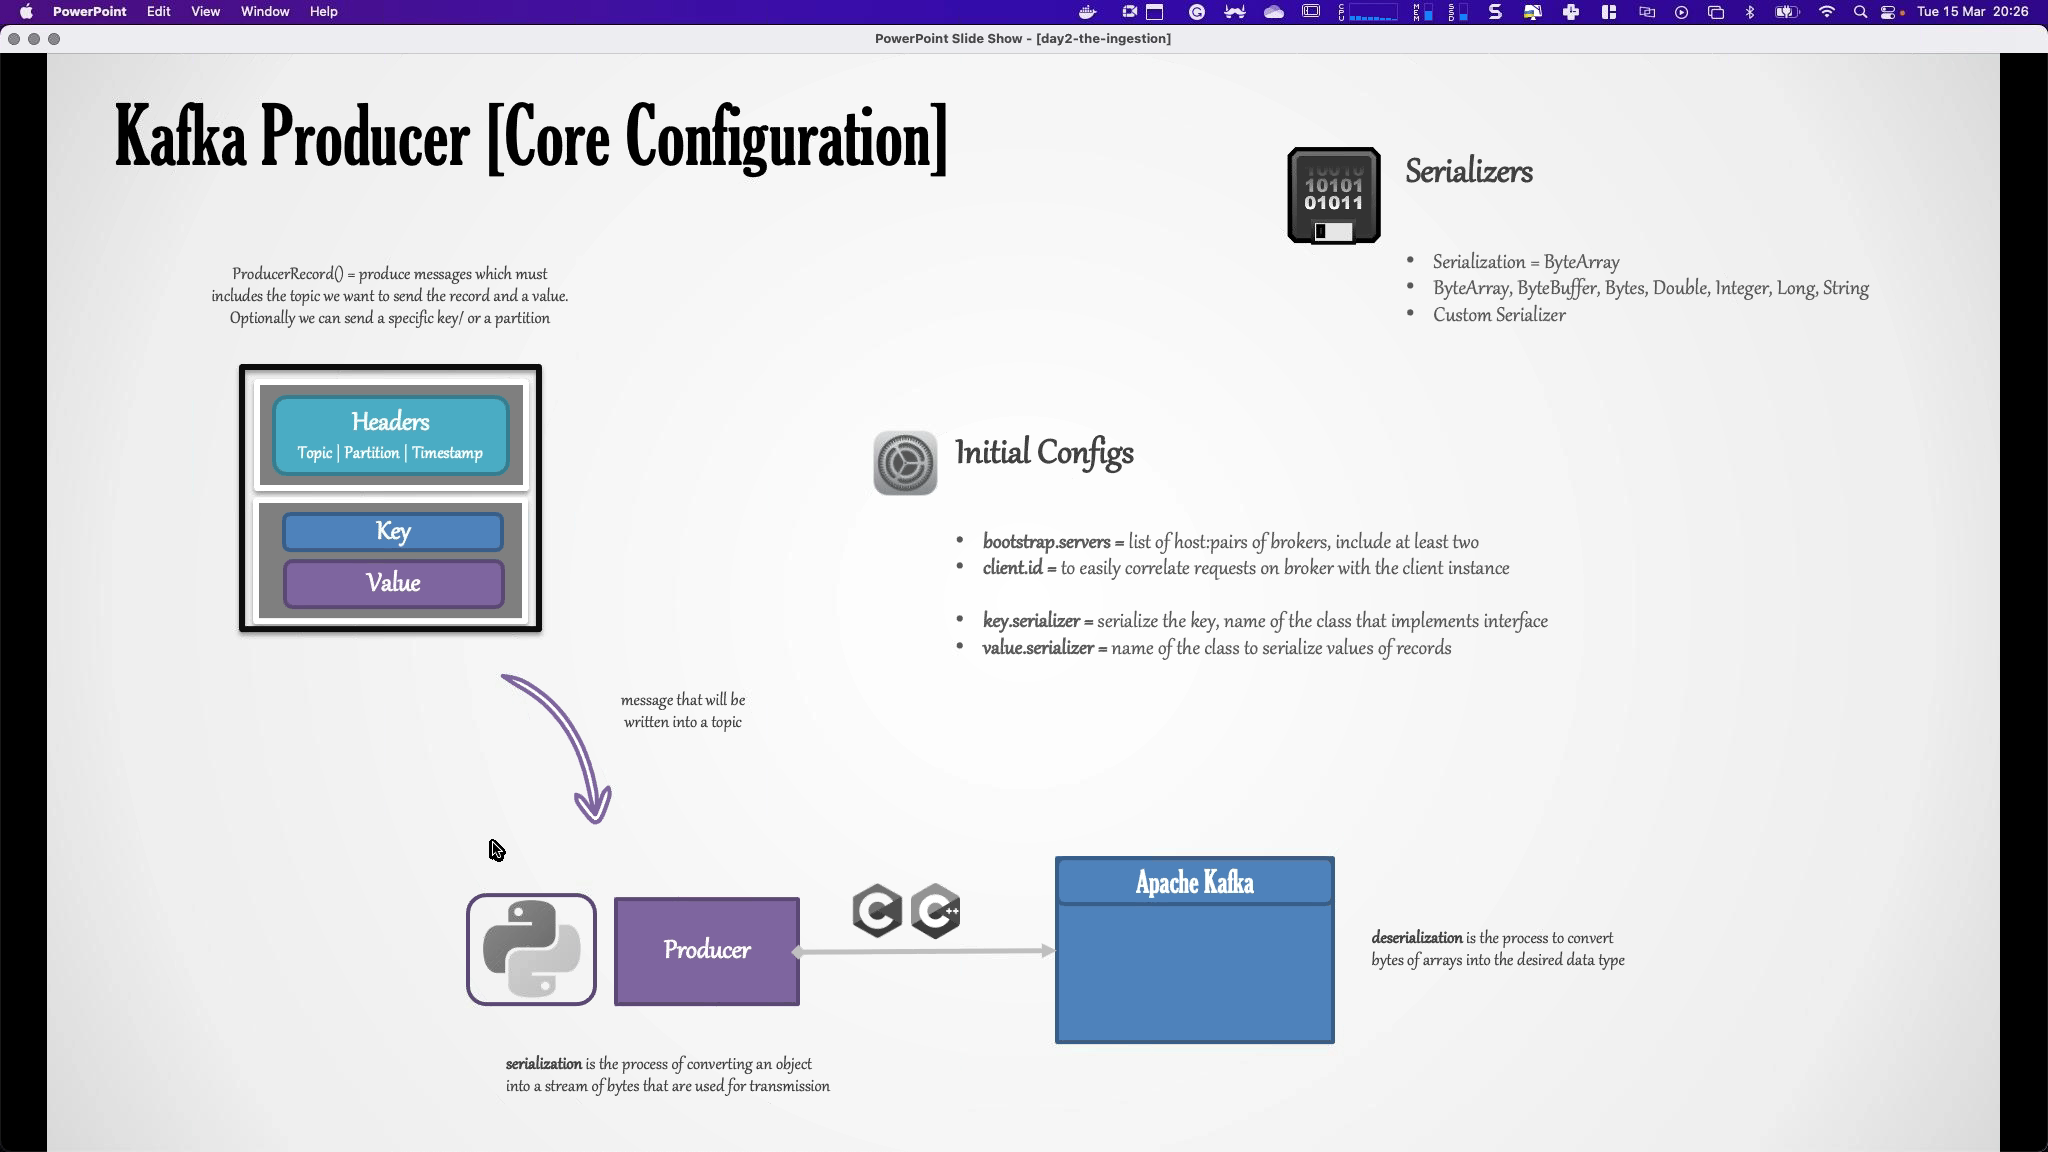 PowerPoint Edit View Window Help
CPU MEM SSD Tue 15 Mar 20:26
PowerPoint Slide Show - [day2-the-ingestion]
Kafka Producer [Core Configuration]
10101
01011
Serializers
• Serialization = ByteArray
• ByteArray, ByteBuffer, Bytes, Double, Integer, Long, String
• Custom Serializer
ProducerRecord() = produce messages which must
includes the topic we want to send the record and a value.
Optionally we can send a specific key/ or a partition
Headers
Topic | Partition | Timestamp
Key
Value
Initial Configs
• bootstrap.servers = list of host:pairs of brokers, include at least two
• client.id = to easily correlate requests on broker with the client instance
• key.serializer = serialize the key, name of the class that implements interface
• value.serializer = name of the class to serialize values of records
message that will be
written into a topic
Producer
C C++
Apache Kafka
deserialization is the process to convert
bytes of arrays into the desired data type
serialization is the process of converting an object
into a stream of bytes that are used for transmission